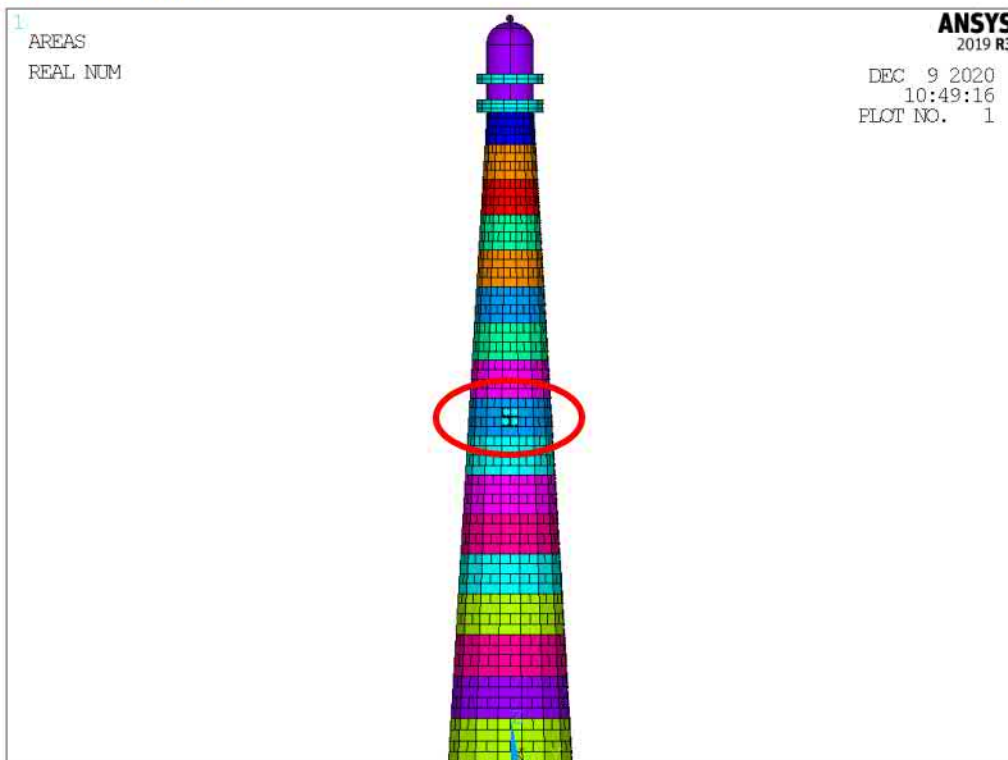 1
AREAS
REAL NUM
ANSYS
2019 R3
DEC 9 2020
10:49:16
PLOT NO. 1